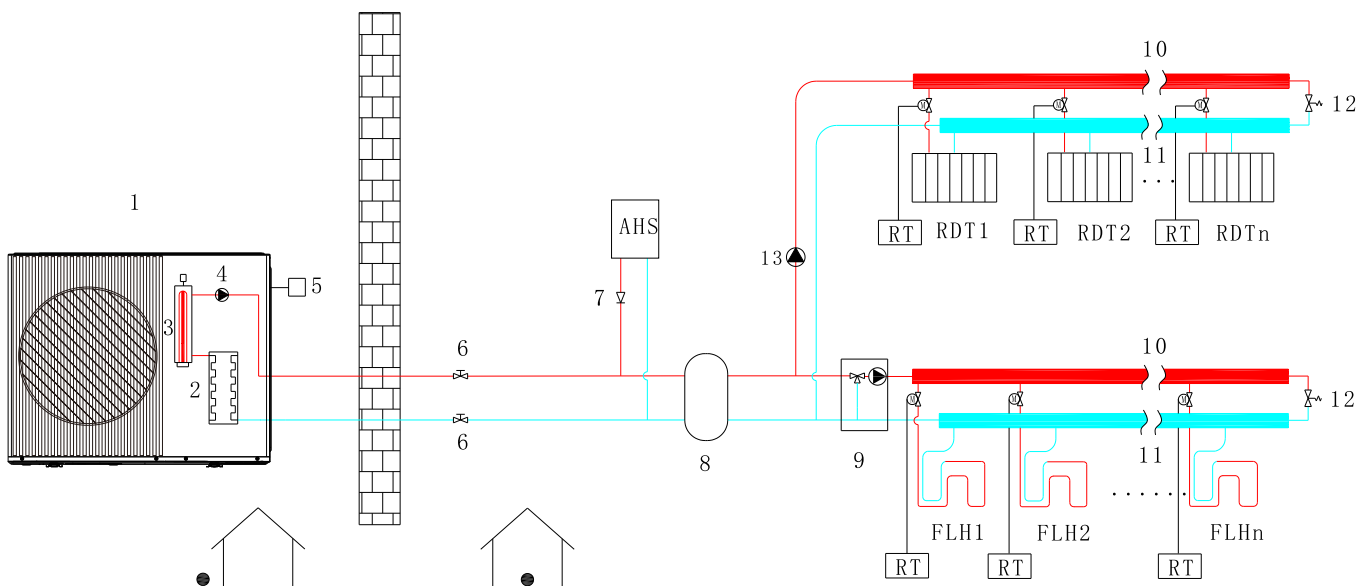 10
12
11
M M M
RT RDT1 RT RDT2 ... RT RDTn
1
AHS
13
4
5
7
3
2
6
10
6
12
M M M
8
9
11
FLH1 FLH2 ...... FLHn
RT RT RT